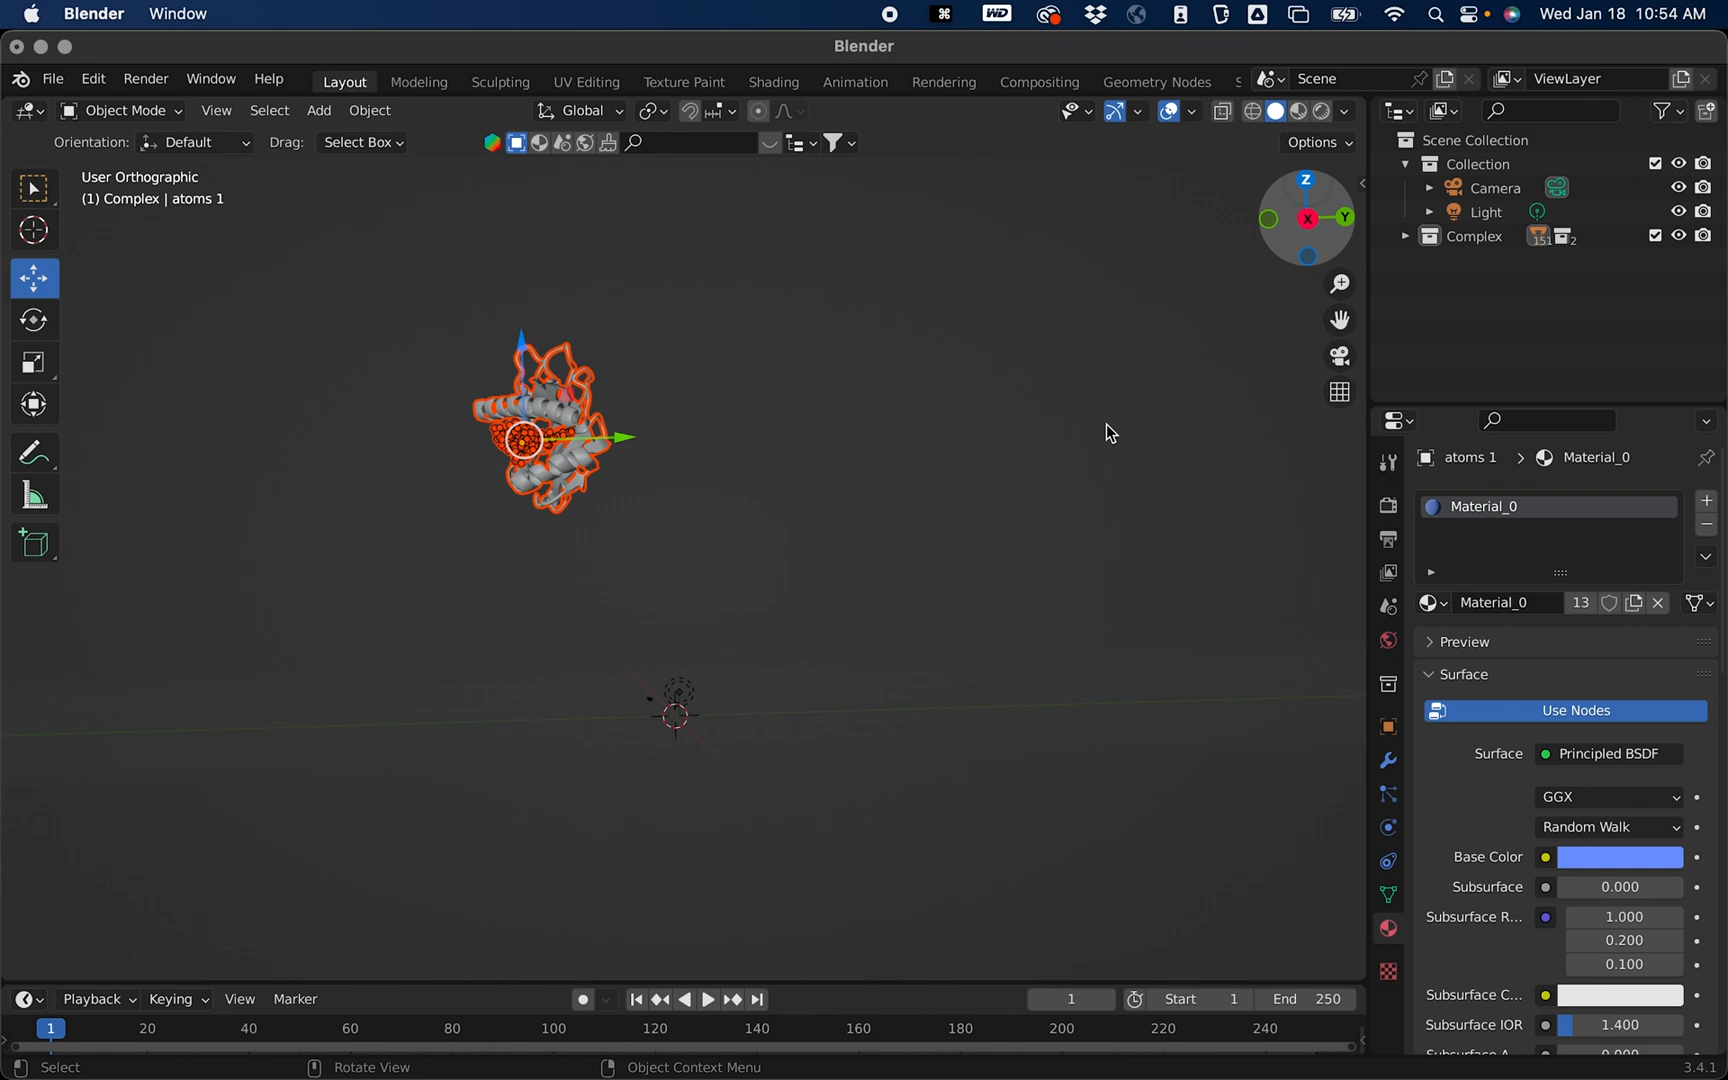 Blender Window Wed Jan 18 10:54 AM
Blender
File Edit Render Window Help Layout Modeling Sculpting UV Editing Texture Paint Shading Animation Rendering Compositing Geometry Nodes Scene ViewLayer
Object Mode View Select Add Object Global
Orientation: Default Drag: Select Box Options
User Orthographic
(1) Complex | atoms 1
Z
X
Y
Scene Collection
Collection
Camera
Light
Complex 151 2
atoms 1 > Material_0
Material_0
Material_0 13
Preview
Surface
Use Nodes
Surface Principled BSDF
GGX
Random Walk
Base Color
Subsurface 0.000
Subsurface R... 1.000
0.200
0.100
Subsurface C...
Subsurface IOR 1.400
Playback Keying View Marker 1 Start 1 End 250
1 20 40 60 80 100 120 140 160 180 200 220 240
Select Rotate View Object Context Menu 3.4.1